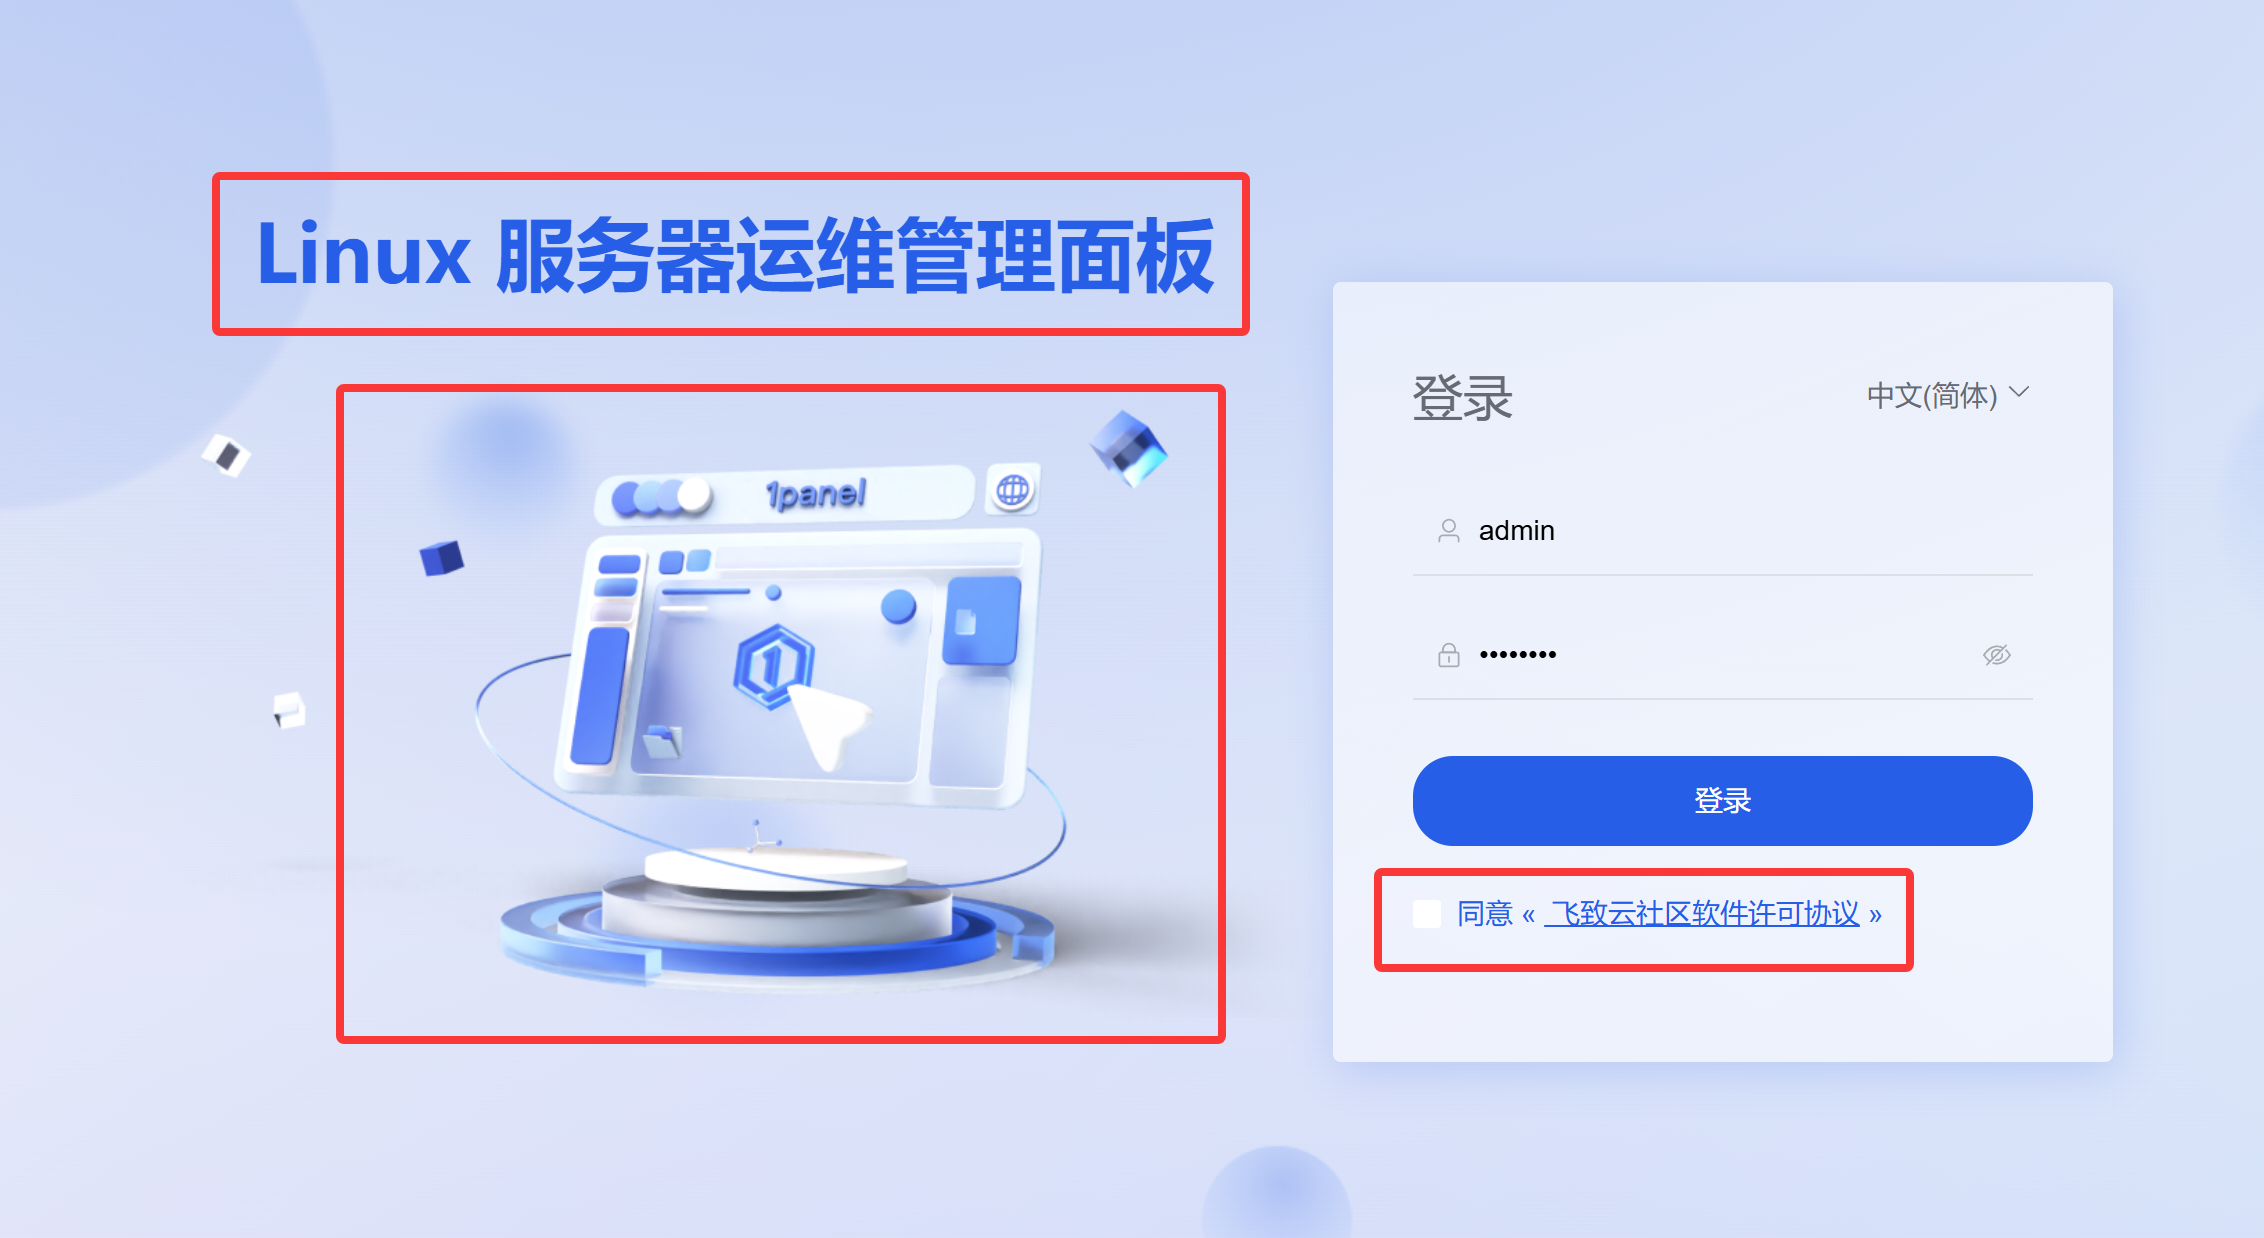 Linux 服务器运维管理面板
1panel
1
登录
中文(简体)
admin
••••••••
登录
同意 « 飞致云社区软件许可协议 »